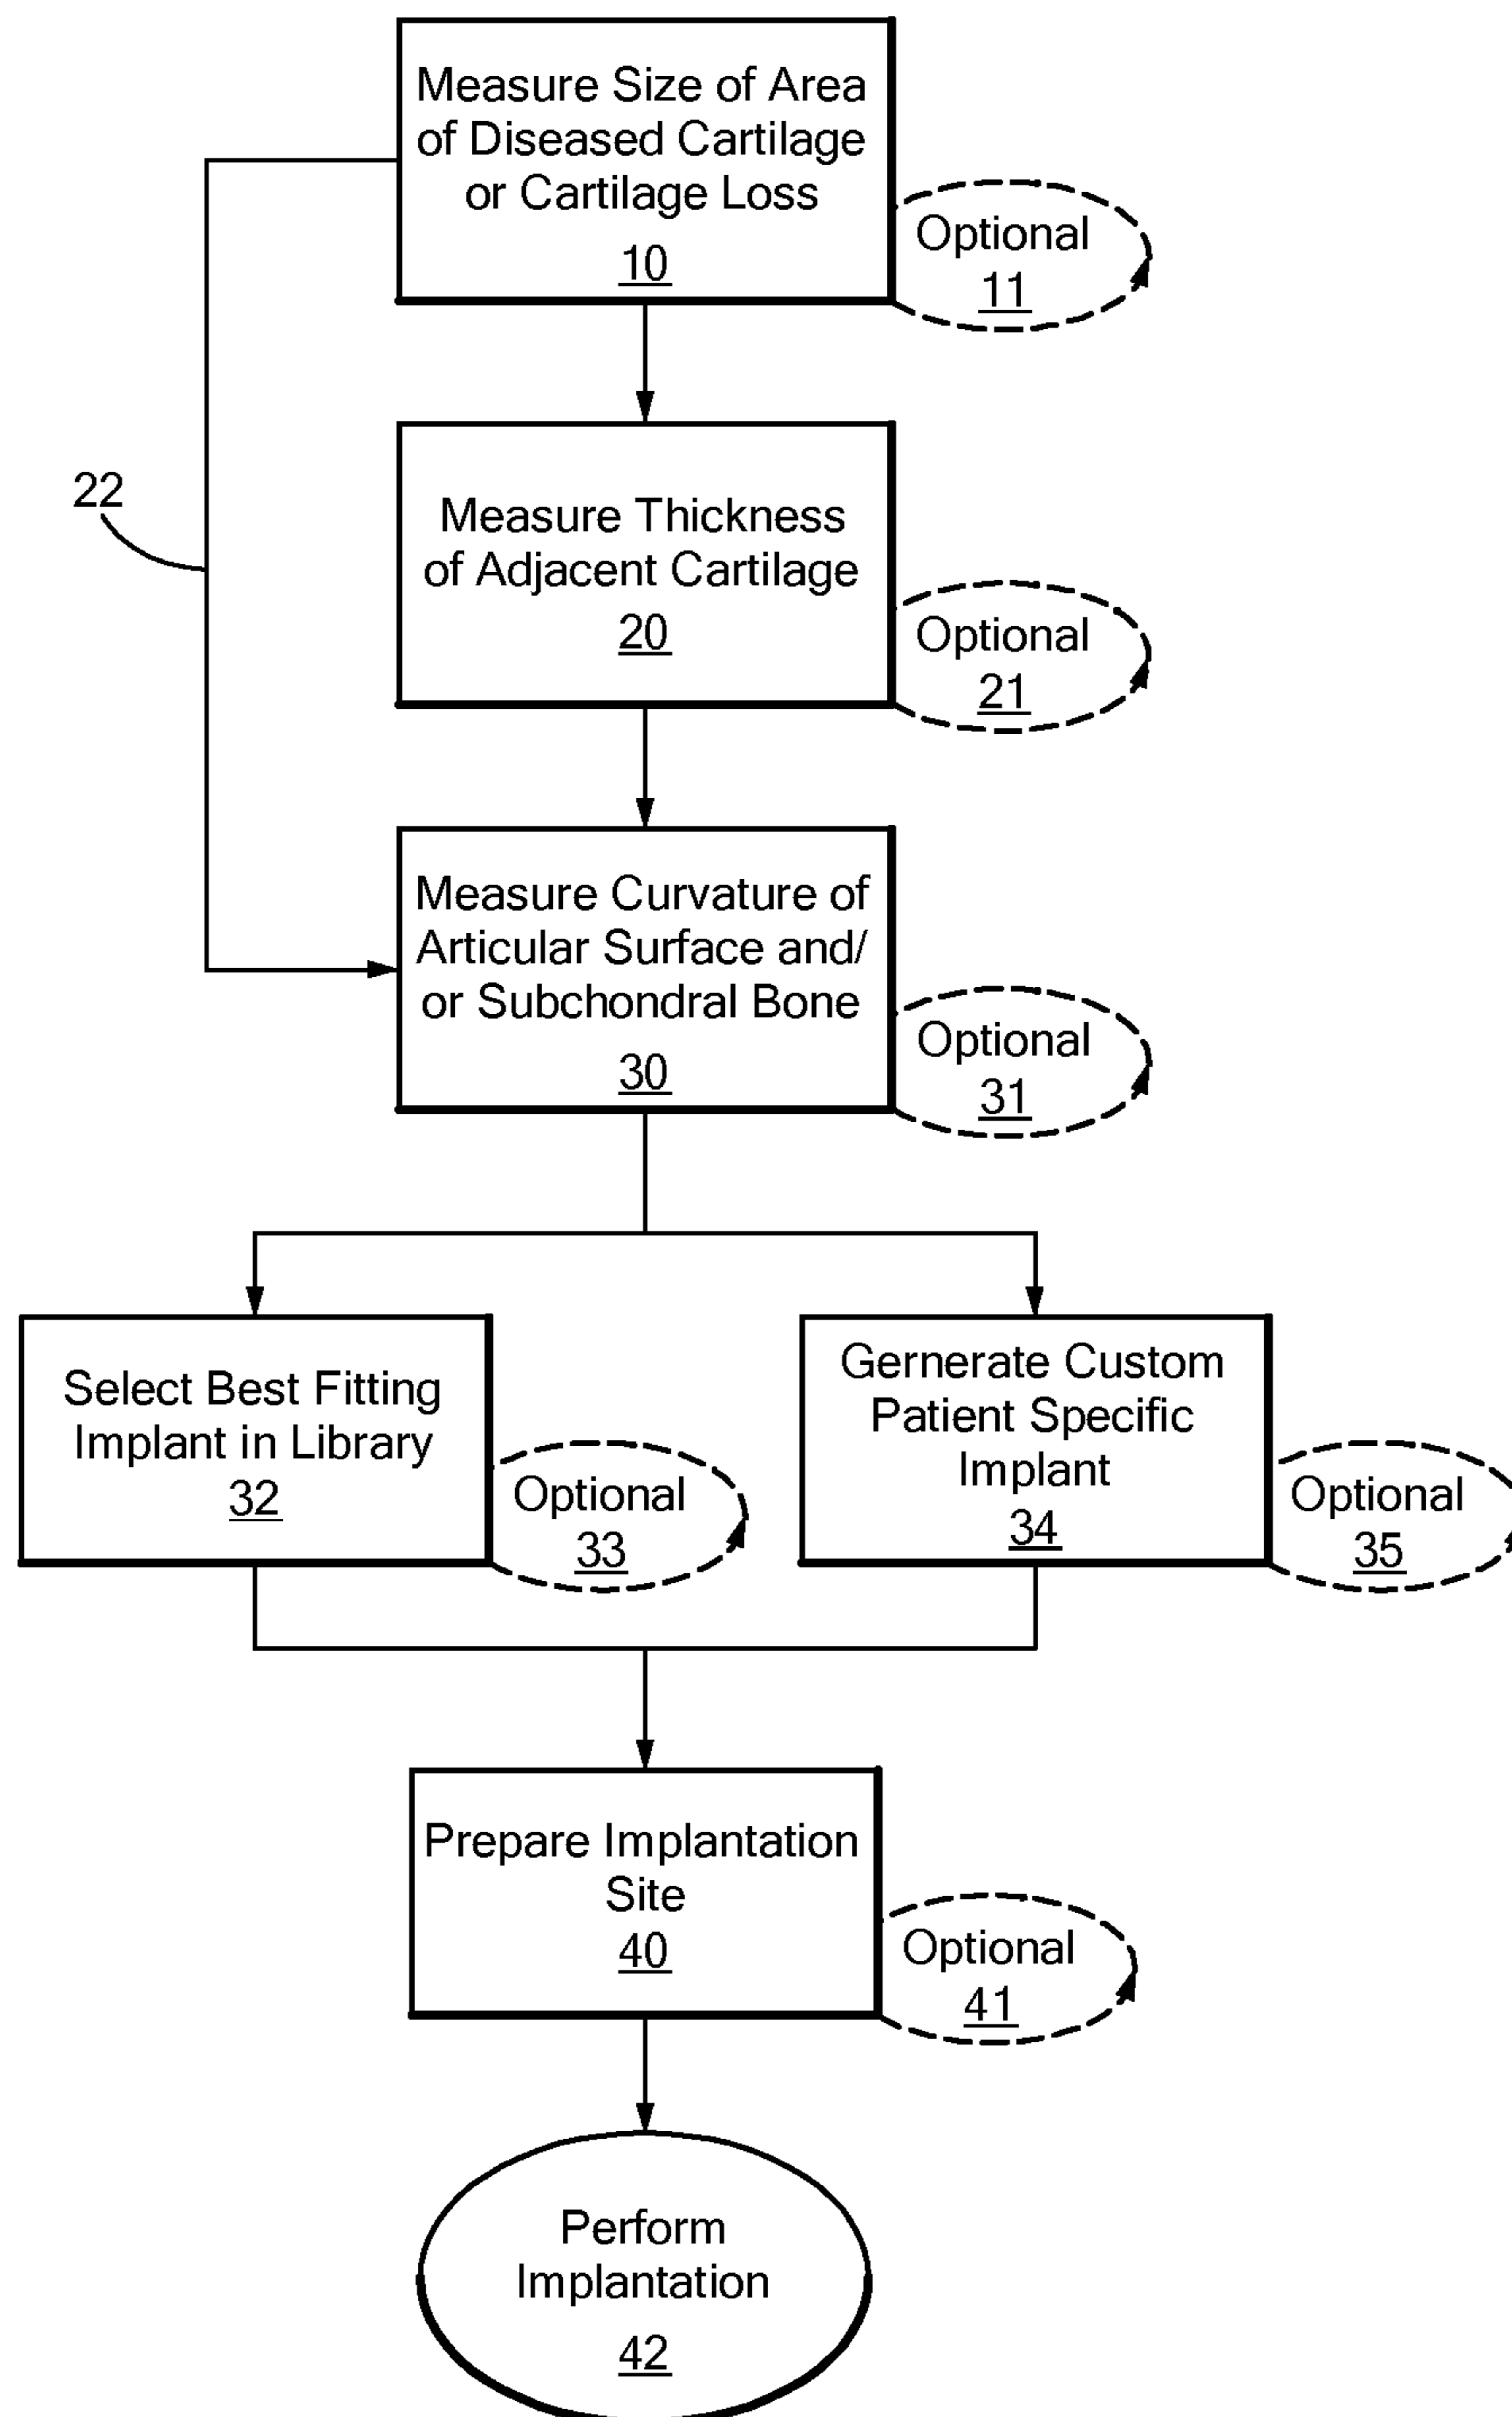 Measure Size of Area
of Diseased Cartilage
or Cartilage Loss
10
Optional
11
22
Measure Thickness
of Adjacent Cartilage
20
Optional
21
Measure Curvature of
Articular Surface and/
or Subchondral Bone
30
Optional
31
Select Best Fitting
Implant in Library
32
Optional
33
Gernerate Custom
Patient Specific
Implant
34
Optional
35
Prepare Implantation
Site
40
Optional
41
Perform
Implantation
42